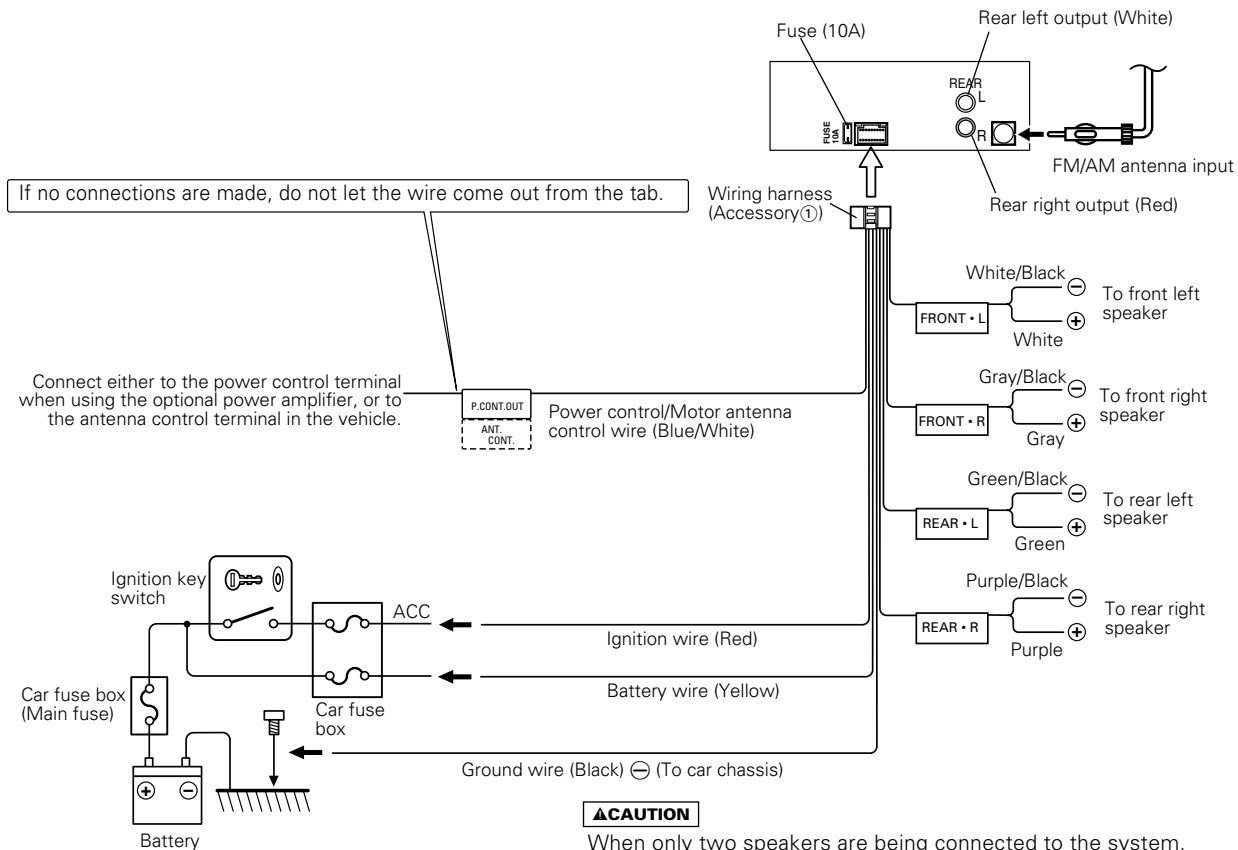 Rear left output (White)
Fuse (10A)
REAR
L
R
FUSE
10A
FM/AM antenna input
Rear right output (Red)
If no connections are made, do not let the wire come out from the tab.
Wiring harness
(Accessory①)
White/Black
⊖
To front left
speaker
FRONT • L
⊕
White
Gray/Black
⊖
To front right
speaker
FRONT • R
⊕
Gray
Connect either to the power control terminal
when using the optional power amplifier, or to
the antenna control terminal in the vehicle.
P.CONT.OUT
ANT.
CONT.
Power control/Motor antenna
control wire (Blue/White)
Green/Black
⊖
To rear left
speaker
REAR • L
⊕
Green
Purple/Black
⊖
To rear right
speaker
REAR • R
⊕
Purple
Ignition key
switch
ACC
Ignition wire (Red)
Battery wire (Yellow)
Car fuse box
(Main fuse)
Car fuse
box
Ground wire (Black) ⊖ (To car chassis)
⊕ ⊖
Battery
⚠CAUTION
When only two speakers are being connected to the system,